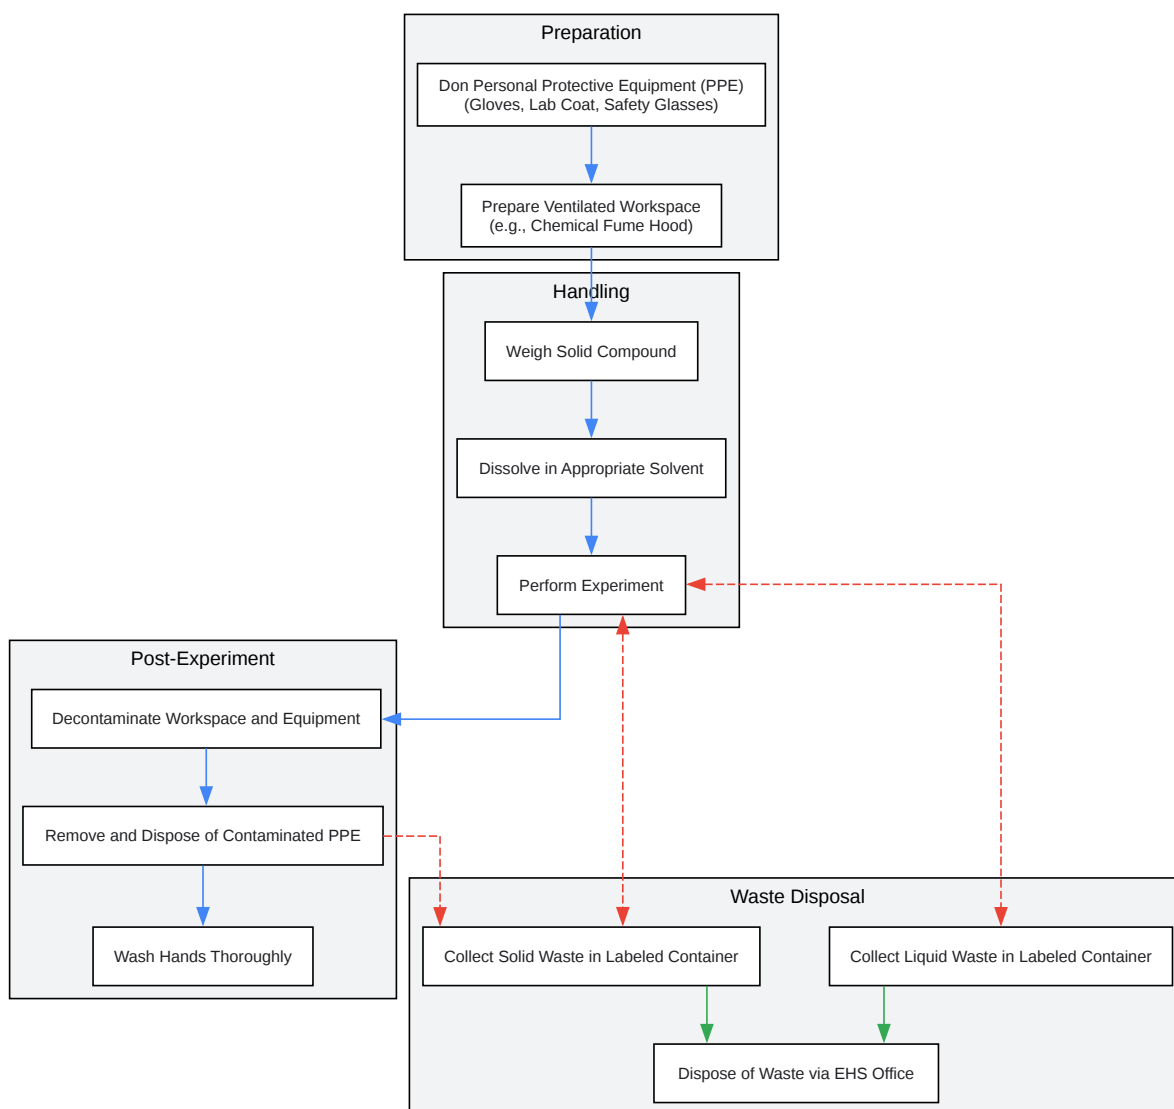 Preparation
Don Personal Protective Equipment (PPE)
(Gloves, Lab Coat, Safety Glasses)
Prepare Ventilated Workspace
(e.g., Chemical Fume Hood)
Handling
Weigh Solid Compound
Dissolve in Appropriate Solvent
Perform Experiment
Post-Experiment
Decontaminate Workspace and Equipment
Remove and Dispose of Contaminated PPE
Wash Hands Thoroughly
Waste Disposal
Collect Solid Waste in Labeled Container
Collect Liquid Waste in Labeled Container
Dispose of Waste via EHS Office